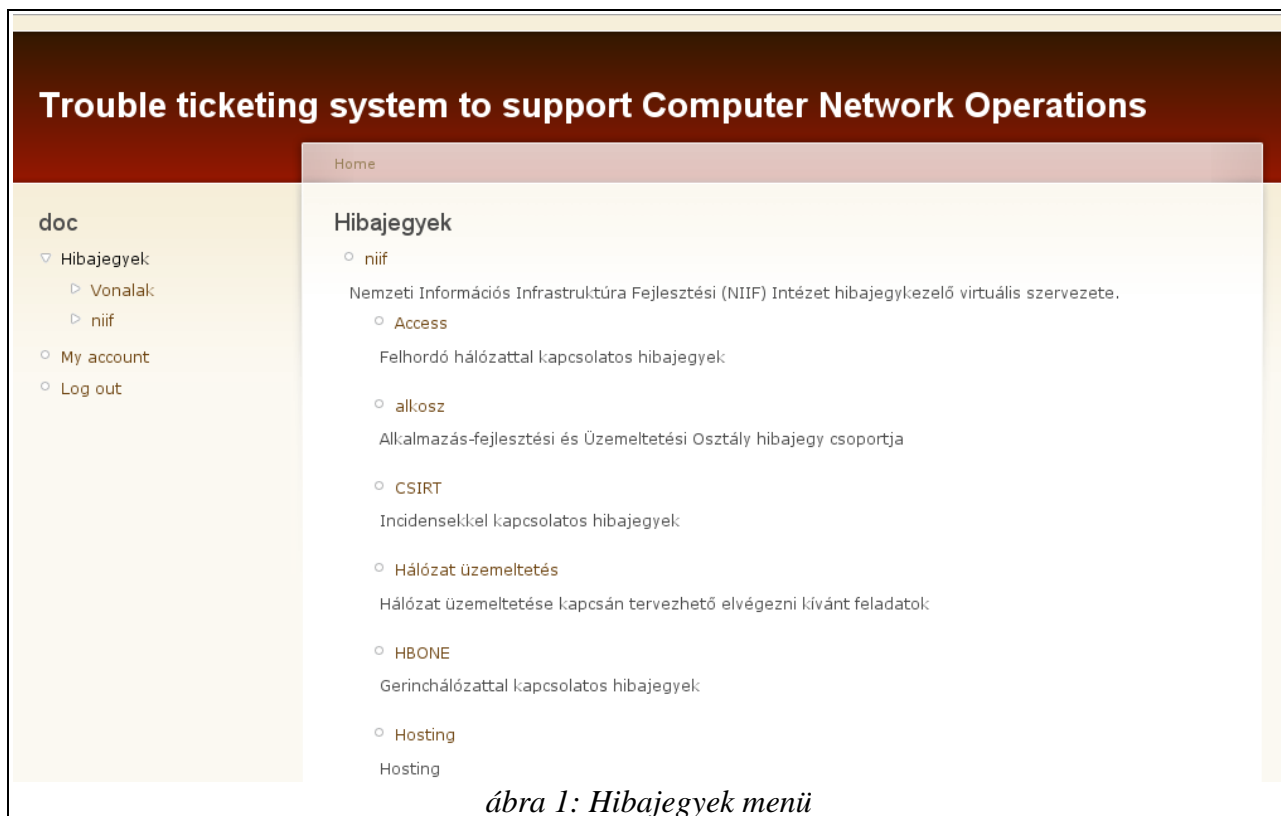 Trouble ticketing system to support Computer Network Operations
Home
doc
Hibajegyek
Vonalak
niif
My account
Log out
Hibajegyek
niif
Nemzeti Információs Infrastruktúra Fejlesztési (NIIF) Intézet hibajegykezelő virtuális szervezete.
Access
Felhordó hálózattal kapcsolatos hibajegyek
alkosz
Alkalmazás-fejlesztési és Üzemeltetési Osztály hibajegy csoportja
CSIRT
Incidensekkel kapcsolatos hibajegyek
Hálózat üzemeltetés
Hálózat üzemeltetése kapcsán tervezhető elvégezni kívánt feladatok
HBONE
Gerinchálózattal kapcsolatos hibajegyek
Hosting
Hosting
ábra 1: Hibajegyek menü